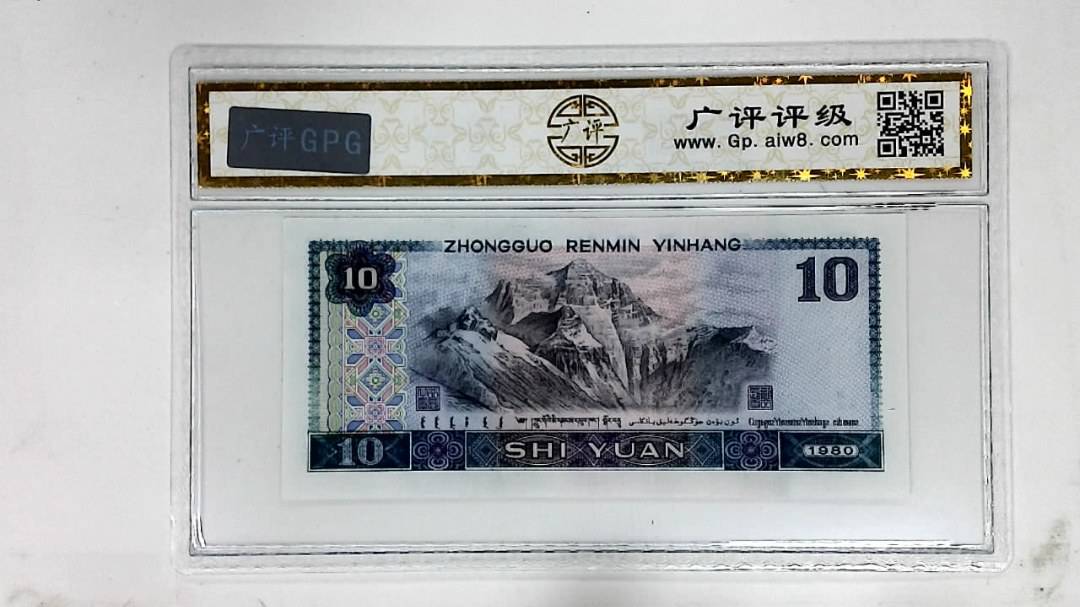 广评GPG
广评
广评评级
www.Gp.aiw8.com
ZHONGGUO RENMIN YINHANG
10
10
10
SHI YUAN
1980